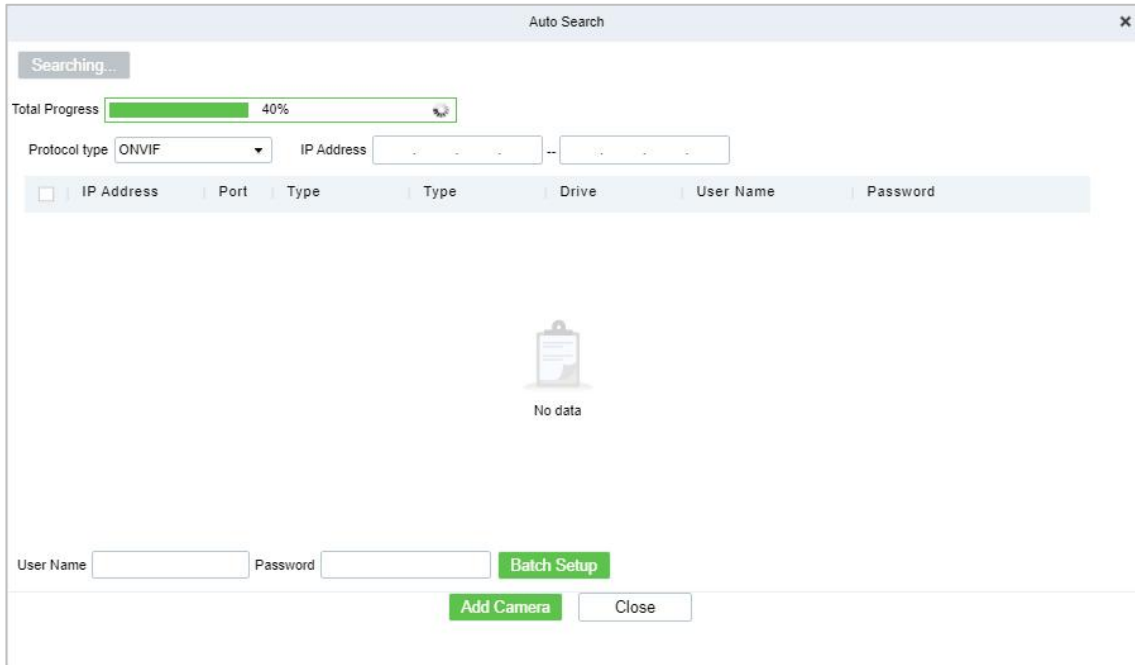 Auto Search
Searching...
Total Progress 40%
Protocol type ONVIF IP Address . . . -- . . .
IP Address Port Type Type Drive User Name Password
No data
User Name Password Batch Setup
Add Camera Close